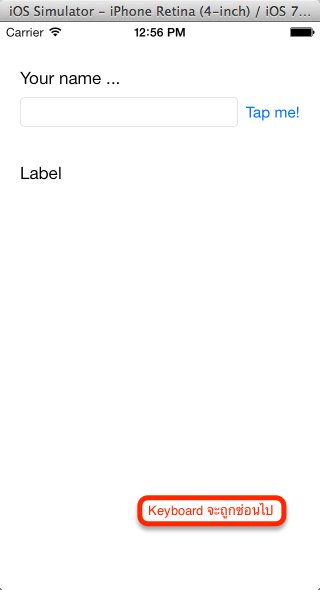 iOS Simulator – iPhone Retina (4-inch) / iOS 7...
Carrier 12:56 PM
Your name ...
Tap me!
Label
Keyboard จะถูกซ่อนไป